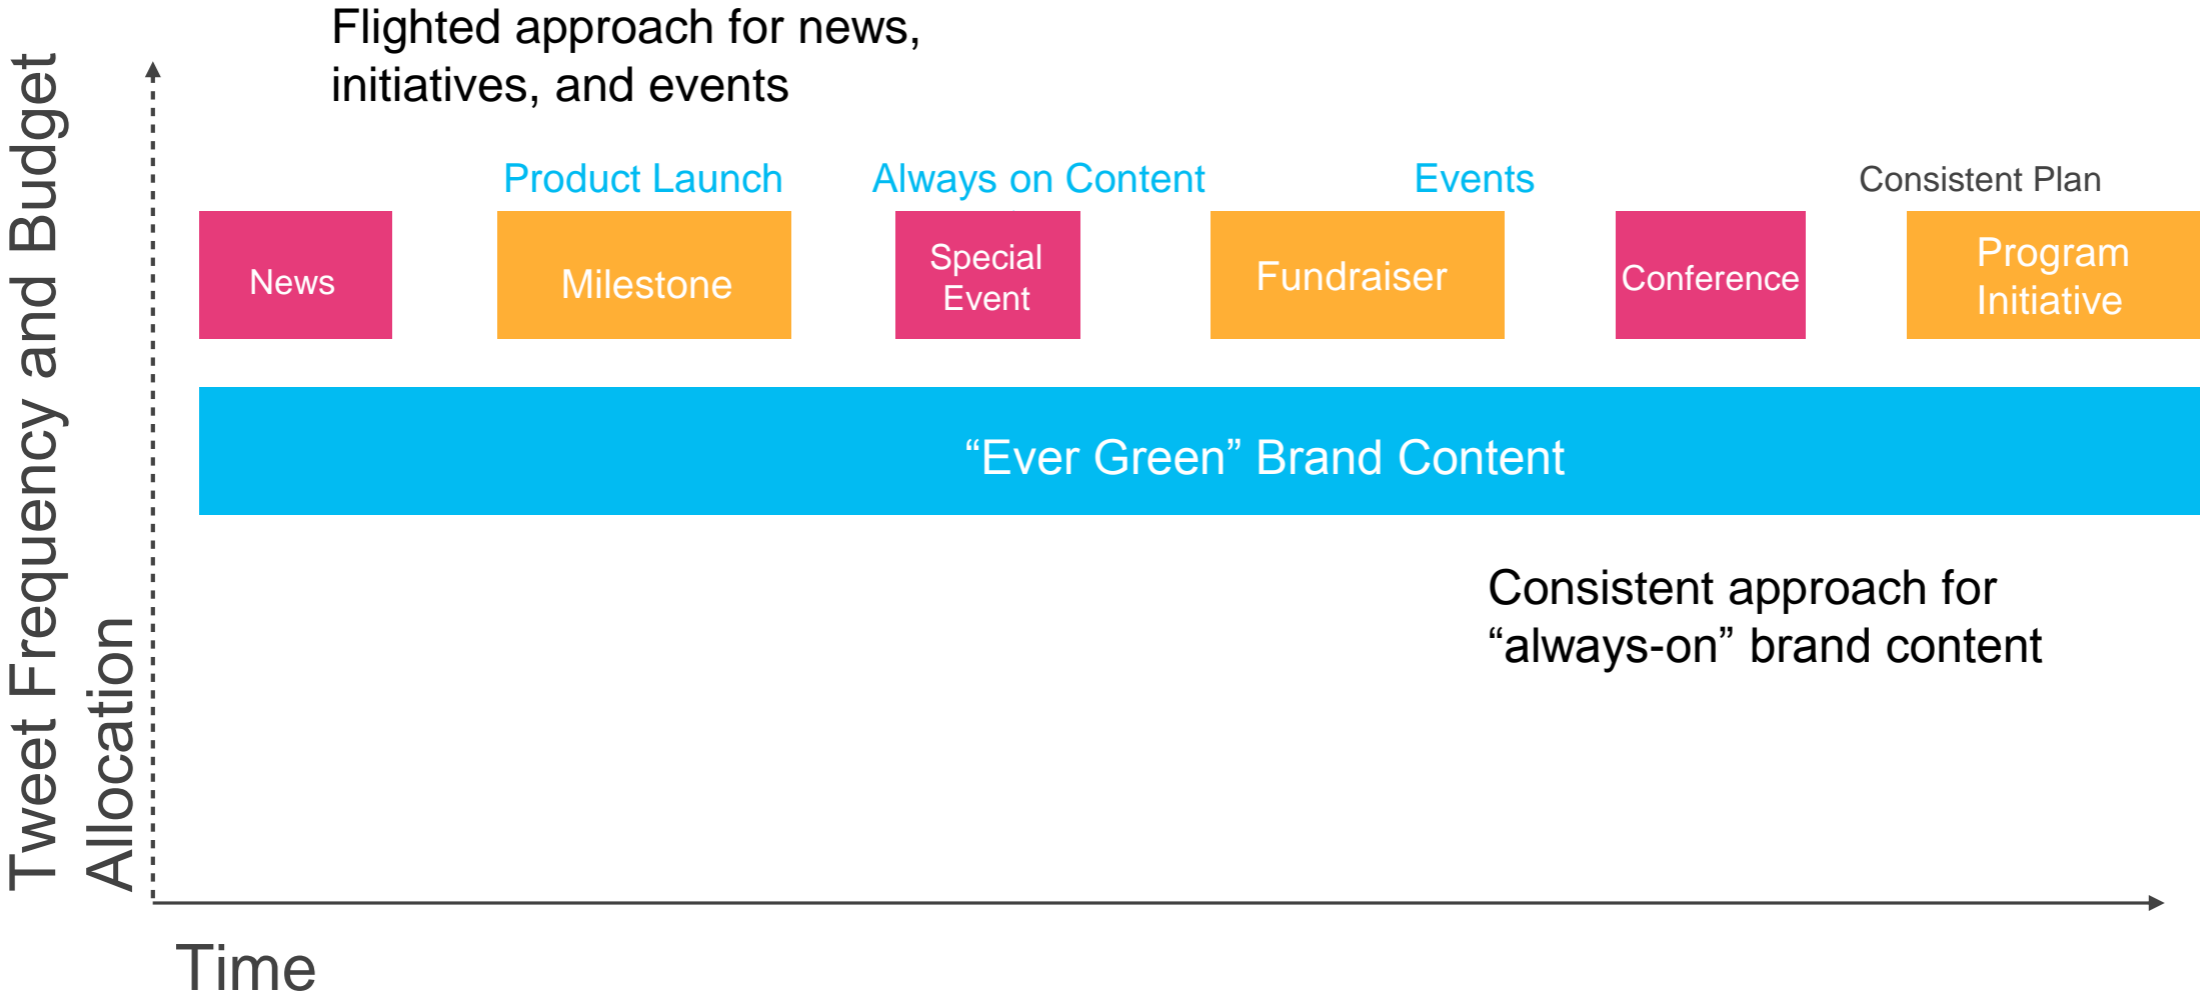 Flighted approach for news,
initiatives, and events
Tweet Frequency and Budget
Allocation
Product Launch
Always on Content
Events
Consistent Plan
News
Milestone
Special
Event
Fundraiser
Conference
Program
Initiative
“Ever Green” Brand Content
Consistent approach for
“always-on” brand content
Time